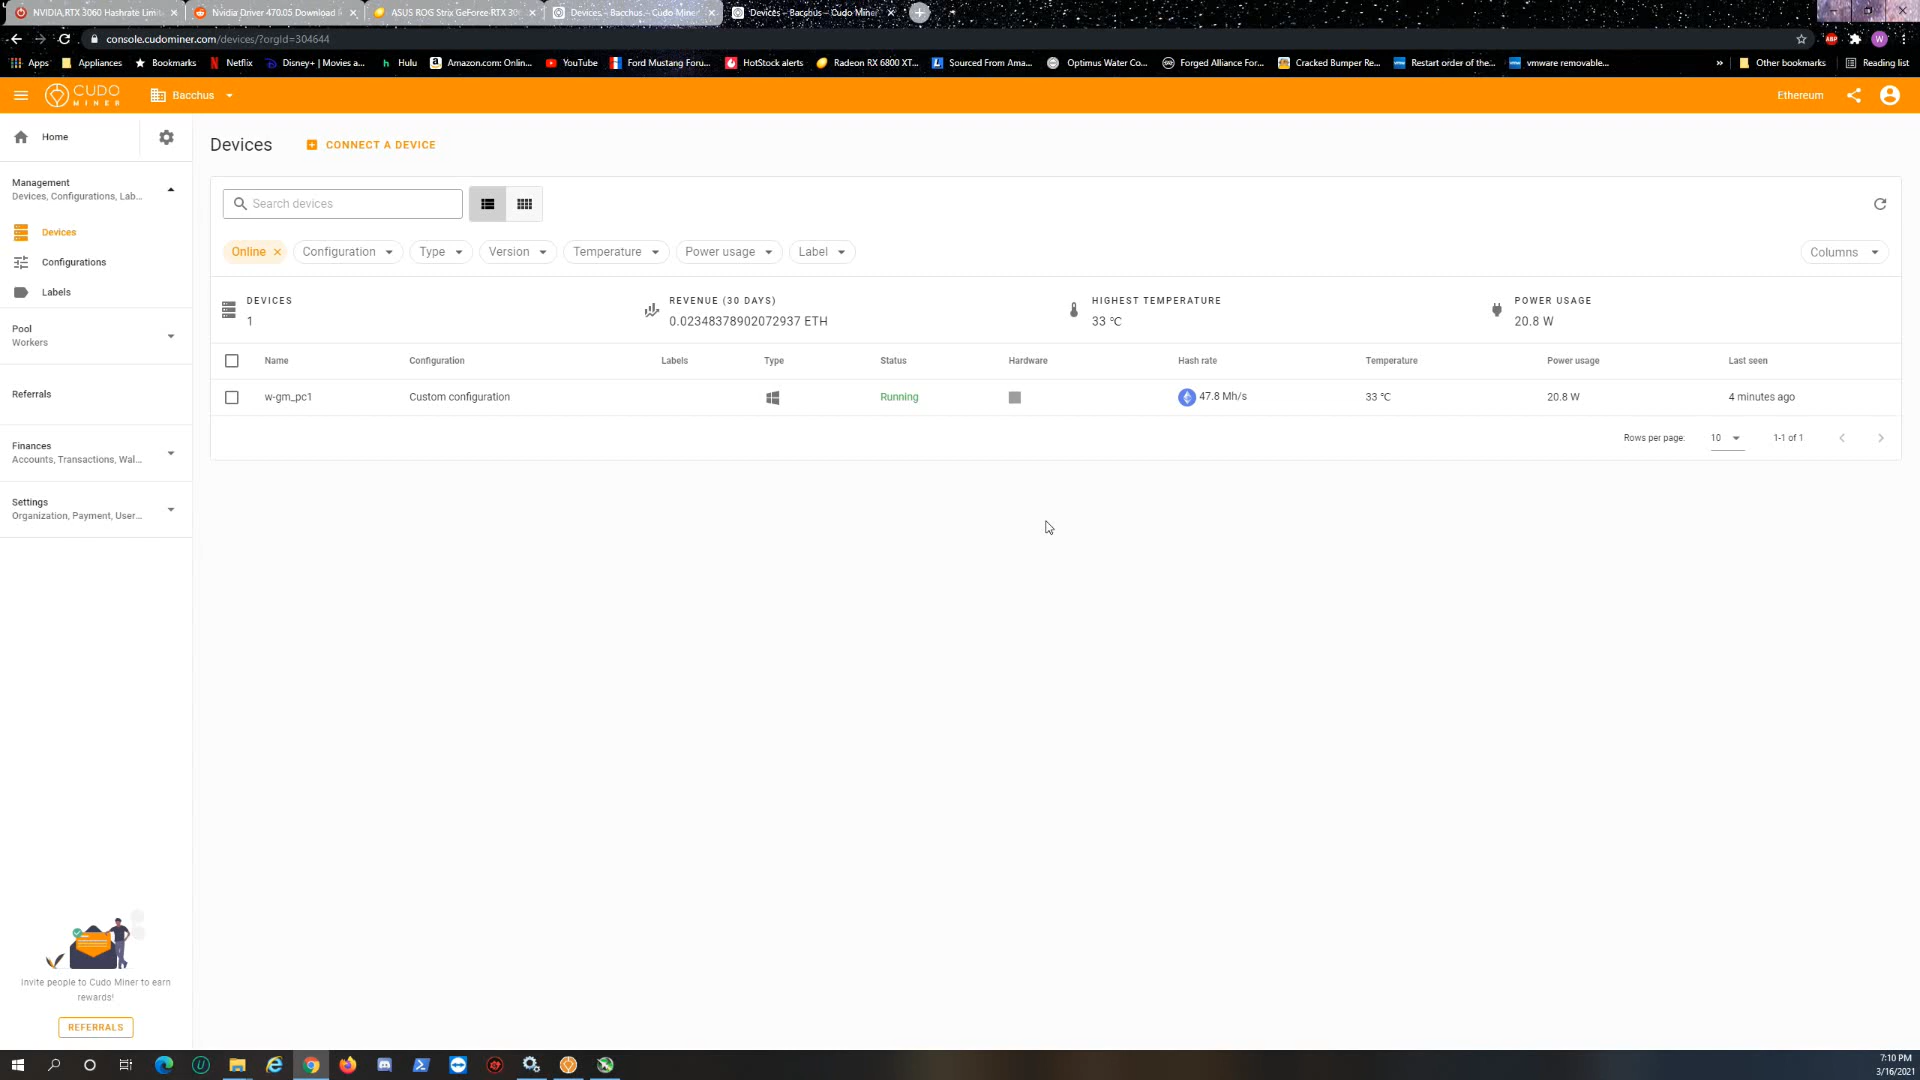 NVIDIA RTX 3060 Hashrate Limit
Nvidia Driver 470.05 Download
ASUS ROG Strix GeForce RTX 30
Devices – Bacchus – Cudo Miner
Devices – Bacchus – Cudo Miner
console.cudominer.com/devices/?orgId=304644
ABP
W
Apps
Appliances
Bookmarks
Netflix
Disney+ | Movies a...
Hulu
Amazon.com: Onlin...
YouTube
Ford Mustang Foru...
HotStock alerts
Radeon RX 6800 XT...
Sourced From Ama...
Optimus Water Co...
Forged Alliance For...
Cracked Bumper Re...
Restart order of the...
vmware removable...
»
Other bookmarks
Reading list
CUDO
MINER
Bacchus
Ethereum
Home
Management
Devices, Configurations, Lab...
Devices
Configurations
Labels
Pool
Workers
Referrals
Finances
Accounts, Transactions, Wal...
Settings
Organization, Payment, User...
Invite people to Cudo Miner to earn
rewards!
REFERRALS
Devices
CONNECT A DEVICE
Search devices
Online
Configuration
Type
Version
Temperature
Power usage
Label
Columns
DEVICES
1
REVENUE (30 DAYS)
0.02348378902072937 ETH
HIGHEST TEMPERATURE
33 °C
POWER USAGE
20.8 W
Name Configuration Labels Type Status Hardware Hash rate Temperature Power usage Last seen
w-gm_pc1 Custom configuration Running 47.8 Mh/s 33 °C 20.8 W 4 minutes ago
Rows per page: 10 1-1 of 1
7:10 PM
3/16/2021